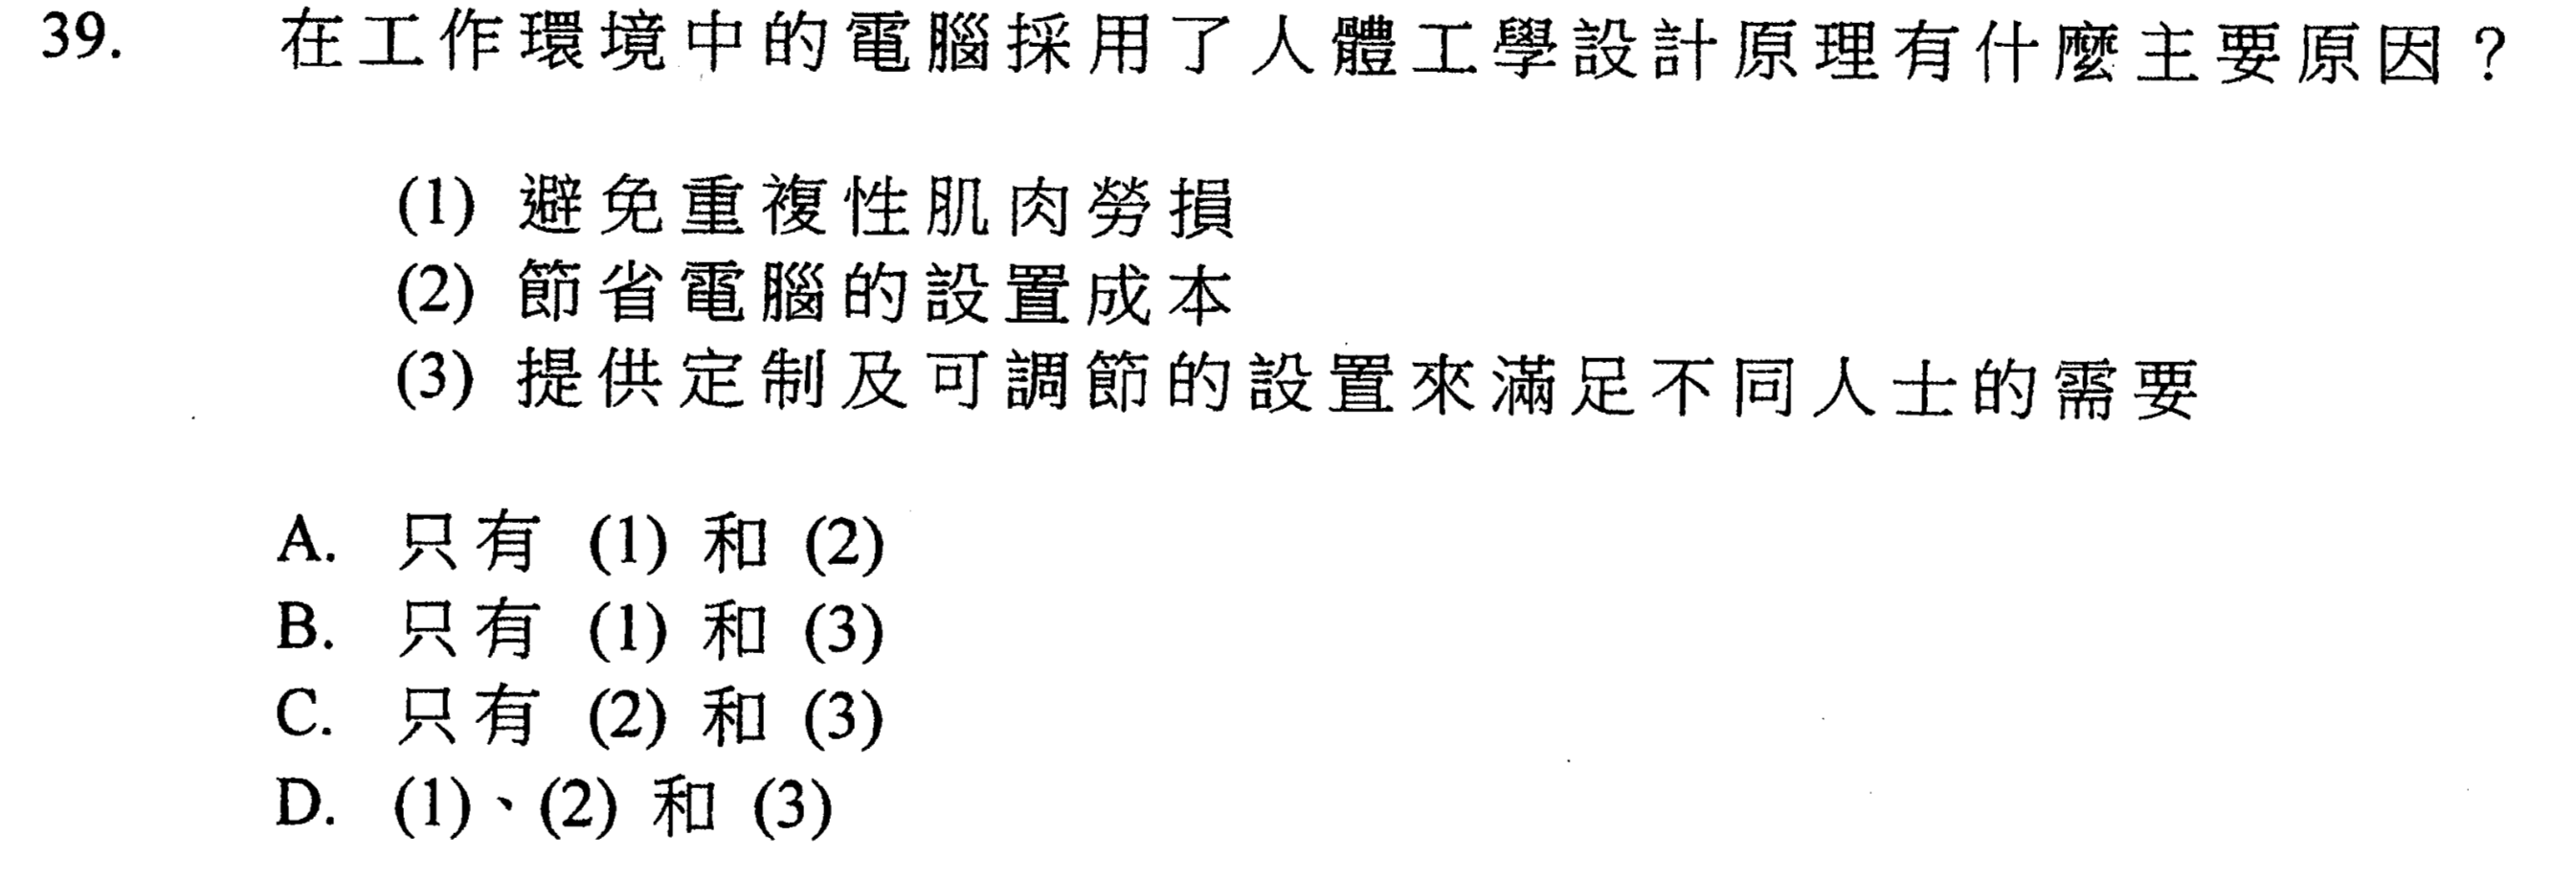 39. 在工作環境中的電腦採用了人體工學設計原理有什麼主要原因？
(1) 避免重複性肌肉勞損
(2) 節省電腦的設置成本
(3) 提供定制及可調節的設置來滿足不同人士的需要
A. 只有 (1) 和 (2)
B. 只有 (1) 和 (3)
C. 只有 (2) 和 (3)
D. (1)、(2) 和 (3)